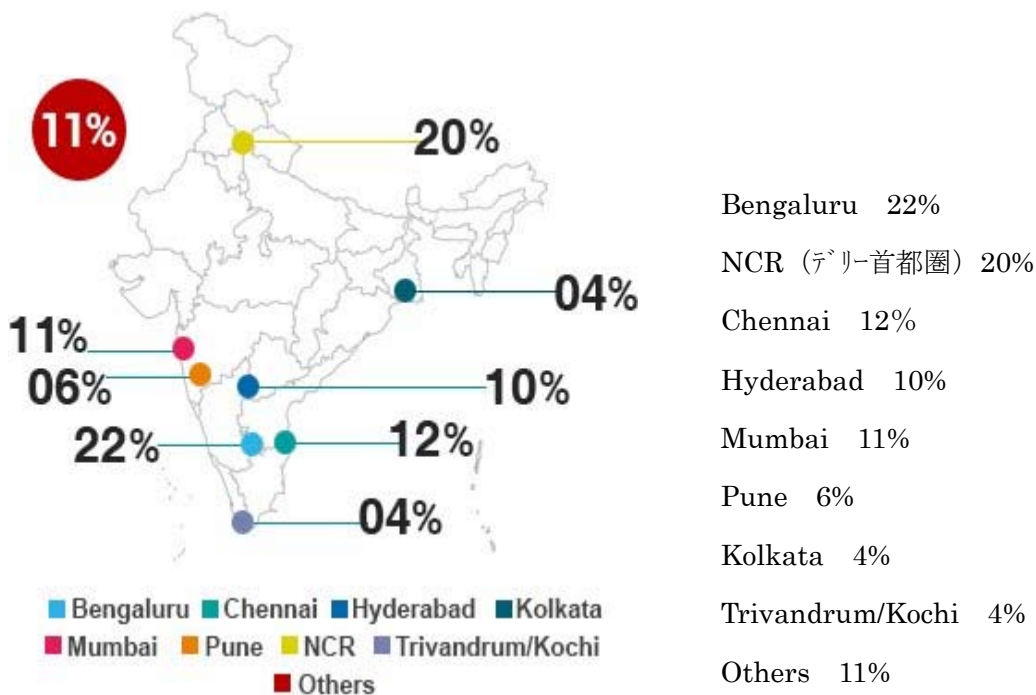 11%
20%
04%
11%
06%
10%
22%
12%
04%
Bengaluru Chennai Hyderabad Kolkata
Mumbai Pune NCR Trivandrum/Kochi
Others
Bengaluru 22%
NCR（ﾃﾞﾘｰ首都圏）20%
Chennai 12%
Hyderabad 10%
Mumbai 11%
Pune 6%
Kolkata 4%
Trivandrum/Kochi 4%
Others 11%